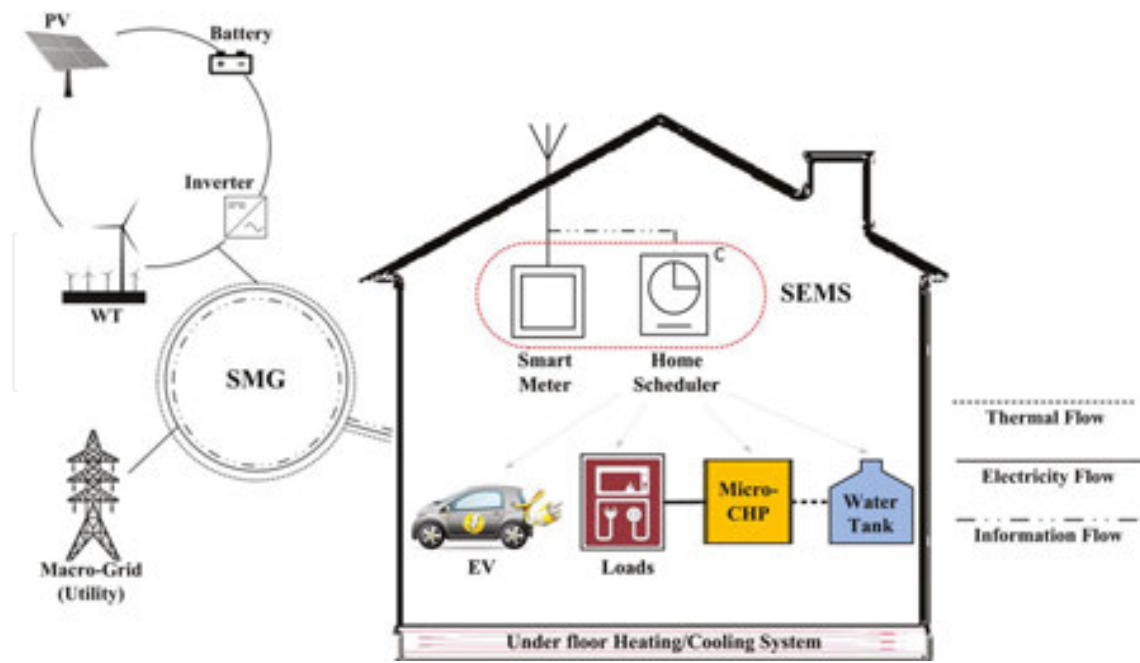 PV
Battery
Inverter
WT
SMG
Macro-Grid
(Utility)
C
SEMS
Smart
Meter
Home
Scheduler
EV
Loads
Micro-
CHP
Water
Tank
Under floor Heating/Cooling System
Thermal Flow
Electricity Flow
Information Flow